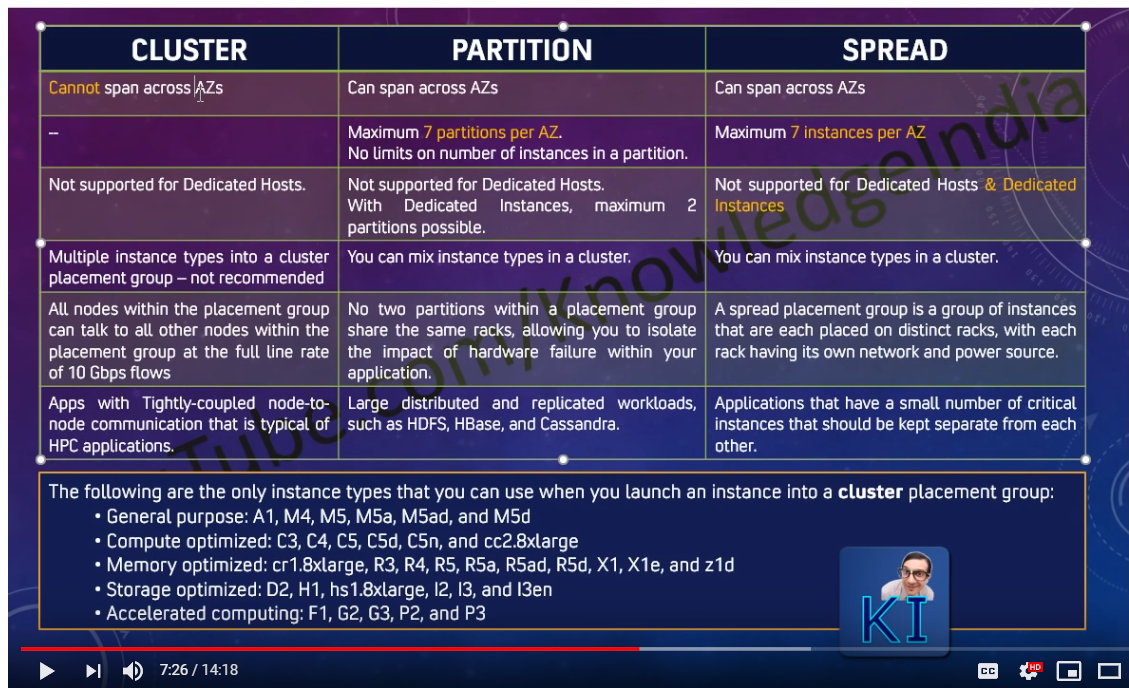 CLUSTER
PARTITION
SPREAD
Cannot span across AZs
Can span across AZs
Can span across AZs
--
Maximum 7 partitions per AZ.
No limits on number of instances in a partition.
Maximum 7 instances per AZ
Not supported for Dedicated Hosts.
Not supported for Dedicated Hosts.
With Dedicated Instances, maximum 2
partitions possible.
Not supported for Dedicated Hosts & Dedicated
Instances
Multiple instance types into a cluster
placement group – not recommended
You can mix instance types in a cluster.
You can mix instance types in a cluster.
All nodes within the placement group
can talk to all other nodes within the
placement group at the full line rate
of 10 Gbps flows
No two partitions within a placement group
share the same racks, allowing you to isolate
the impact of hardware failure within your
application.
A spread placement group is a group of instances
that are each placed on distinct racks, with each
rack having its own network and power source.
Apps with Tightly-coupled node-to-
node communication that is typical of
HPC applications.
Large distributed and replicated workloads,
such as HDFS, HBase, and Cassandra.
Applications that have a small number of critical
instances that should be kept separate from each
other.
Tube.com/KnowledgeIndia
The following are the only instance types that you can use when you launch an instance into a cluster placement group:
• General purpose: A1, M4, M5, M5a, M5ad, and M5d
• Compute optimized: C3, C4, C5, C5d, C5n, and cc2.8xlarge
• Memory optimized: cr1.8xlarge, R3, R4, R5, R5a, R5ad, R5d, X1, X1e, and z1d
• Storage optimized: D2, H1, hs1.8xlarge, I2, I3, and I3en
• Accelerated computing: F1, G2, G3, P2, and P3
KI
7:26 / 14:18
CC
HD